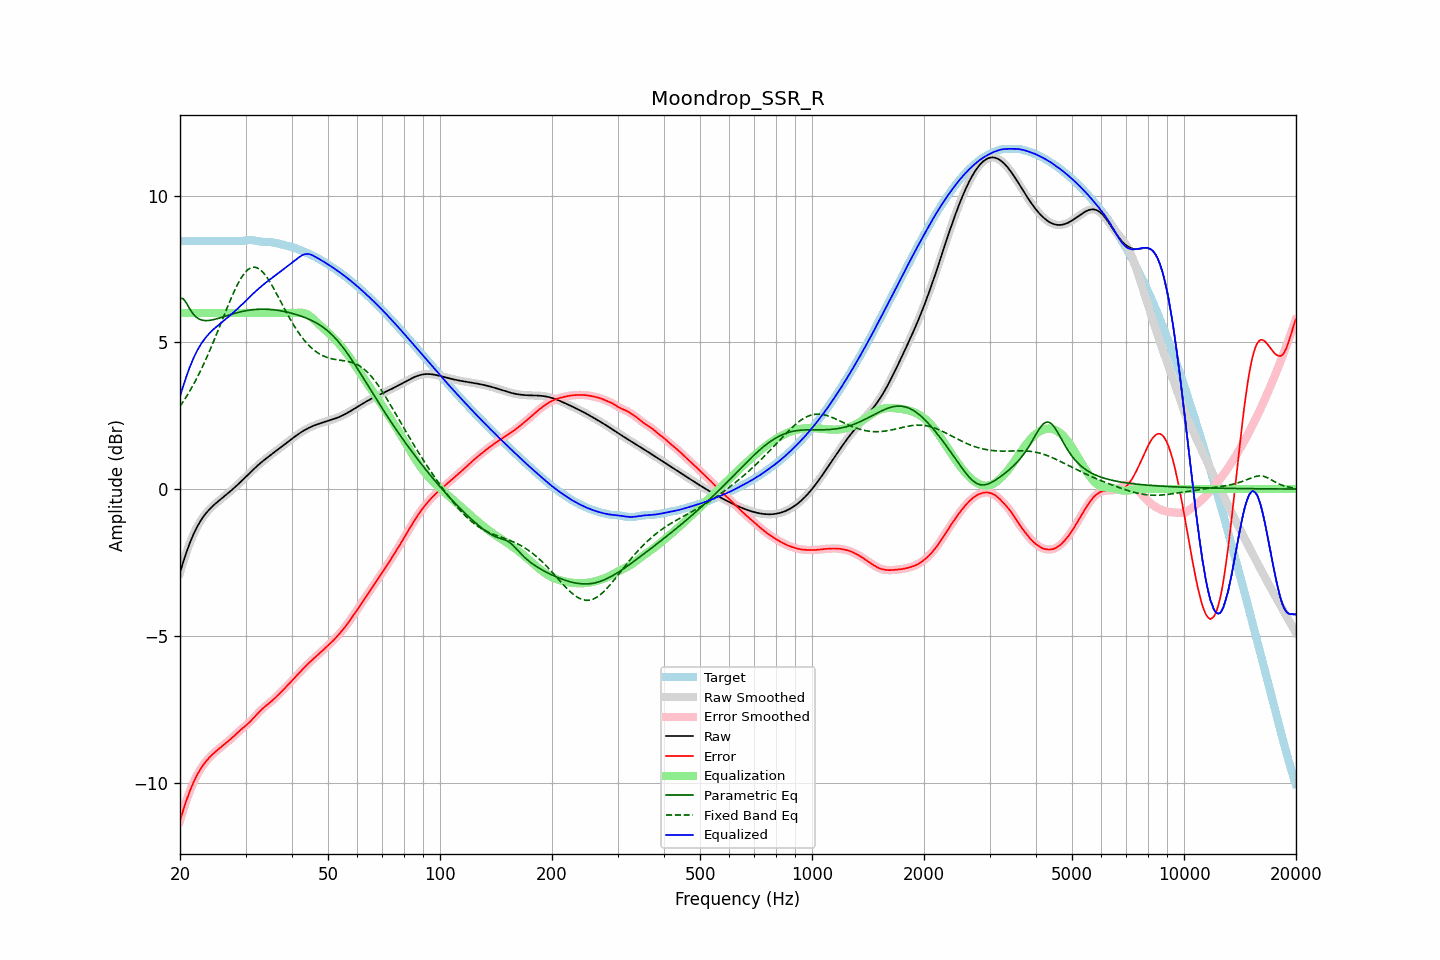 Moondrop_SSR_R
Amplitude (dBr)
10
5
0
−5
−10
20
50
100
200
500
1000
2000
5000
10000
20000
Frequency (Hz)
Target
Raw Smoothed
Error Smoothed
Raw
Error
Equalization
Parametric Eq
Fixed Band Eq
Equalized